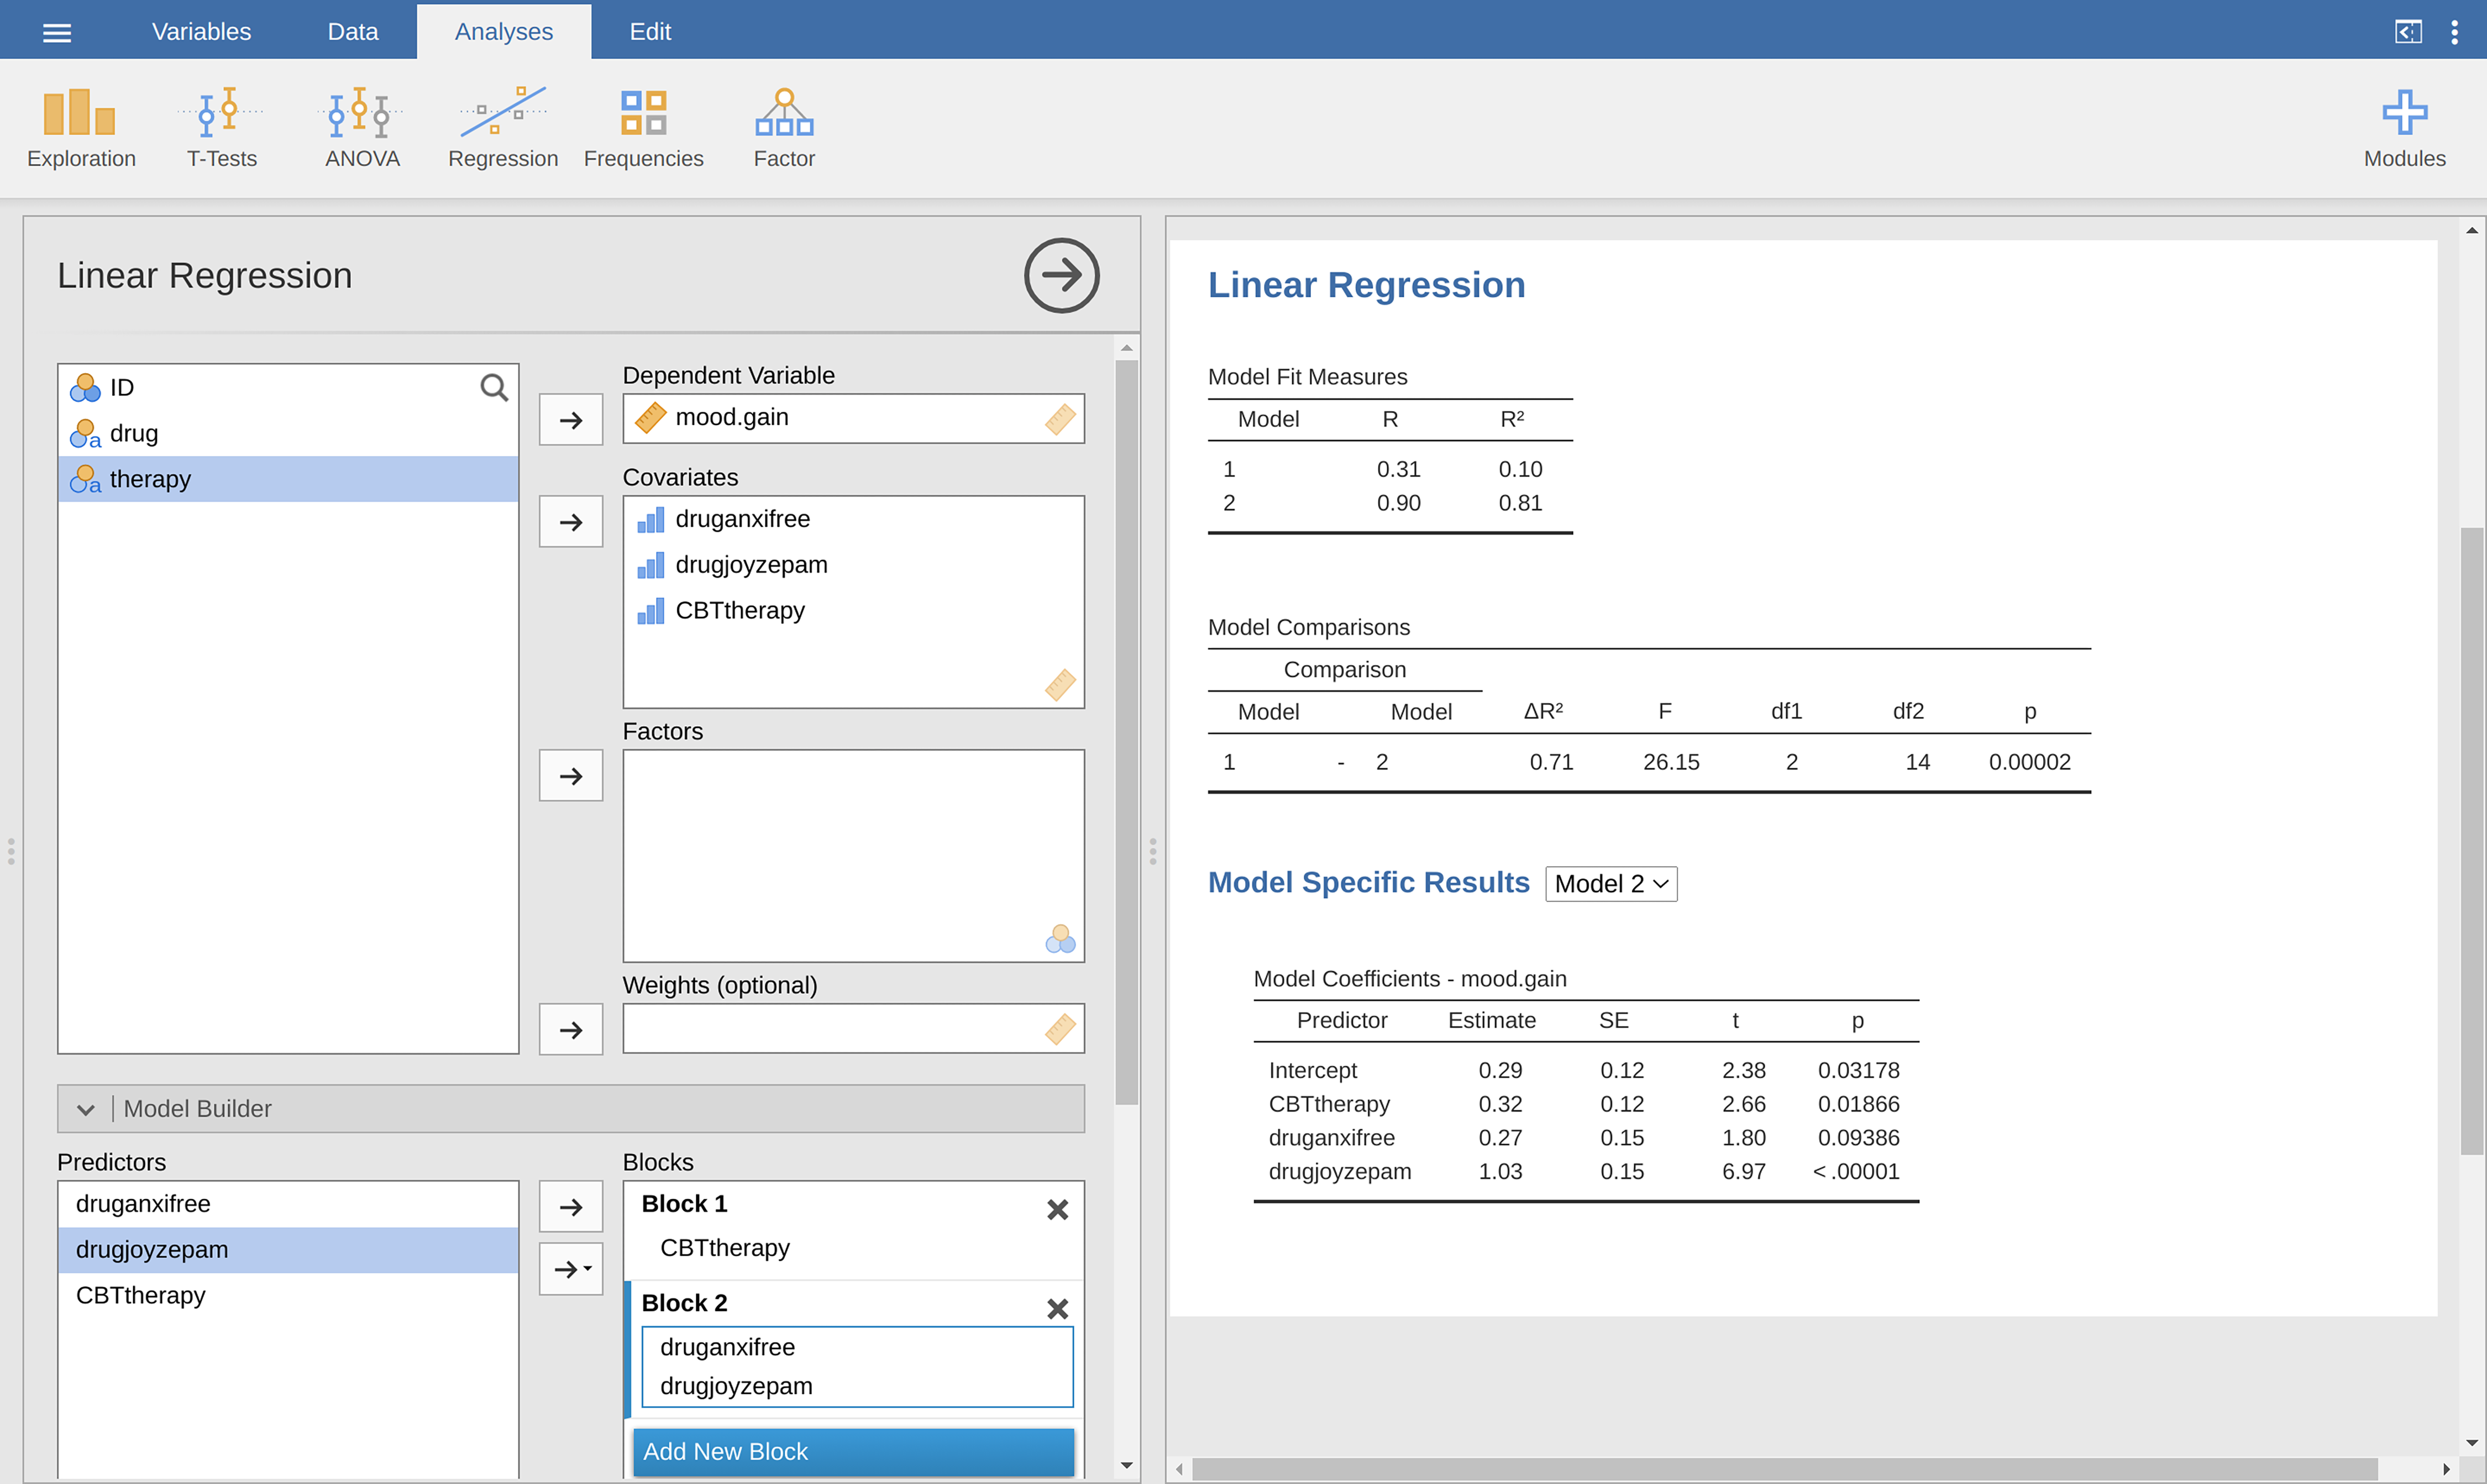 Variables Data Analyses Edit
Exploration T-Tests ANOVA Regression Frequencies Factor Modules
Linear Regression
ID
drug
therapy
Dependent Variable
mood.gain
Covariates
druganxifree
drugjoyzepam
CBTtherapy
Factors
Weights (optional)
Model Builder
Predictors
druganxifree
drugjoyzepam
CBTtherapy
Blocks
Block 1
CBTtherapy
Block 2
druganxifree
drugjoyzepam
Add New Block
Linear Regression
Model Fit Measures
Model R R²
1 0.31 0.10
2 0.90 0.81
Model Comparisons
Comparison
Model Model ΔR² F df1 df2 p
1 - 2 0.71 26.15 2 14 0.00002
Model Specific Results Model 2
Model Coefficients - mood.gain
Predictor Estimate SE t p
Intercept 0.29 0.12 2.38 0.03178
CBTtherapy 0.32 0.12 2.66 0.01866
druganxifree 0.27 0.15 1.80 0.09386
drugjoyzepam 1.03 0.15 6.97 < .00001